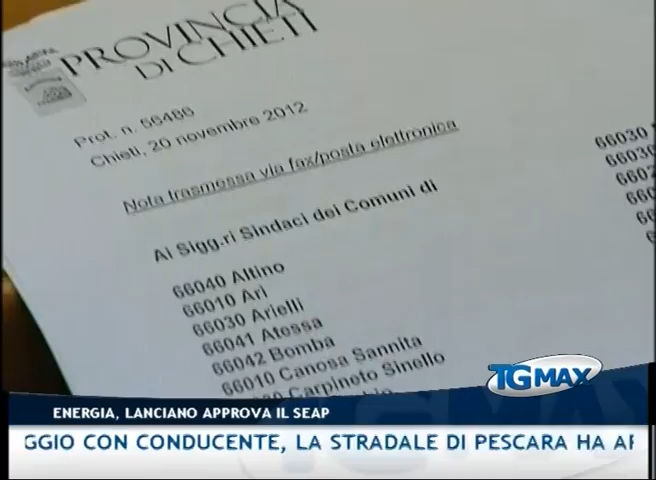 PROVINCIA
DI CHIETI
Prot. n. 56486
Chieti, 20 novembre 2012
Nota trasmessa via fax/posta elettronica
Ai Sigg.ri Sindaci dei Comuni di
66040 Altino
66010 Ari
66030 Arielli
66041 Atessa
66042 Bomba
66010 Canosa Sannita
Carpineto Sinello
66030
TGMAX
ENERGIA, LANCIANO APPROVA IL SEAP
GGIO CON CONDUCENTE, LA STRADALE DI PESCARA HA